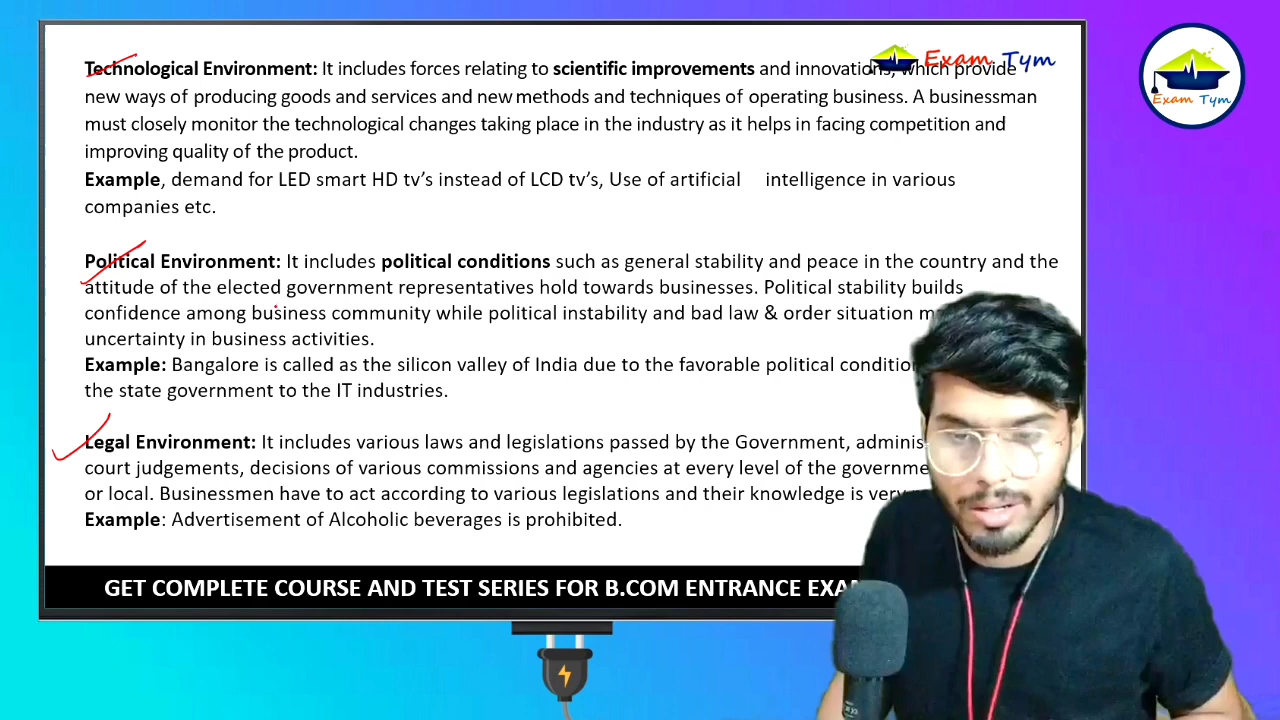 Technological Environment: It includes forces relating to scientific improvements and innovations, which provide
new ways of producing goods and services and new methods and techniques of operating business. A businessman
must closely monitor the technological changes taking place in the industry as it helps in facing competition and
improving quality of the product.
Example, demand for LED smart HD tv's instead of LCD tv's, Use of artificial intelligence in various
companies etc.
Exam Tym
Exam Tym
Political Environment: It includes political conditions such as general stability and peace in the country and the
attitude of the elected government representatives hold towards businesses. Political stability builds
confidence among business community while political instability and bad law & order situation
uncertainty in business activities.
Example: Bangalore is called as the silicon valley of India due to the favorable political
the state government to the IT industries.
Legal Environment: It includes various laws and legislations passed by the Government,
court judgements, decisions of various commissions and agencies at every level of the
or local. Businessmen have to act according to various legislations and their knowledge is very
Example: Advertisement of Alcoholic beverages is prohibited.
GET COMPLETE COURSE AND TEST SERIES FOR B.COM ENTRANCE